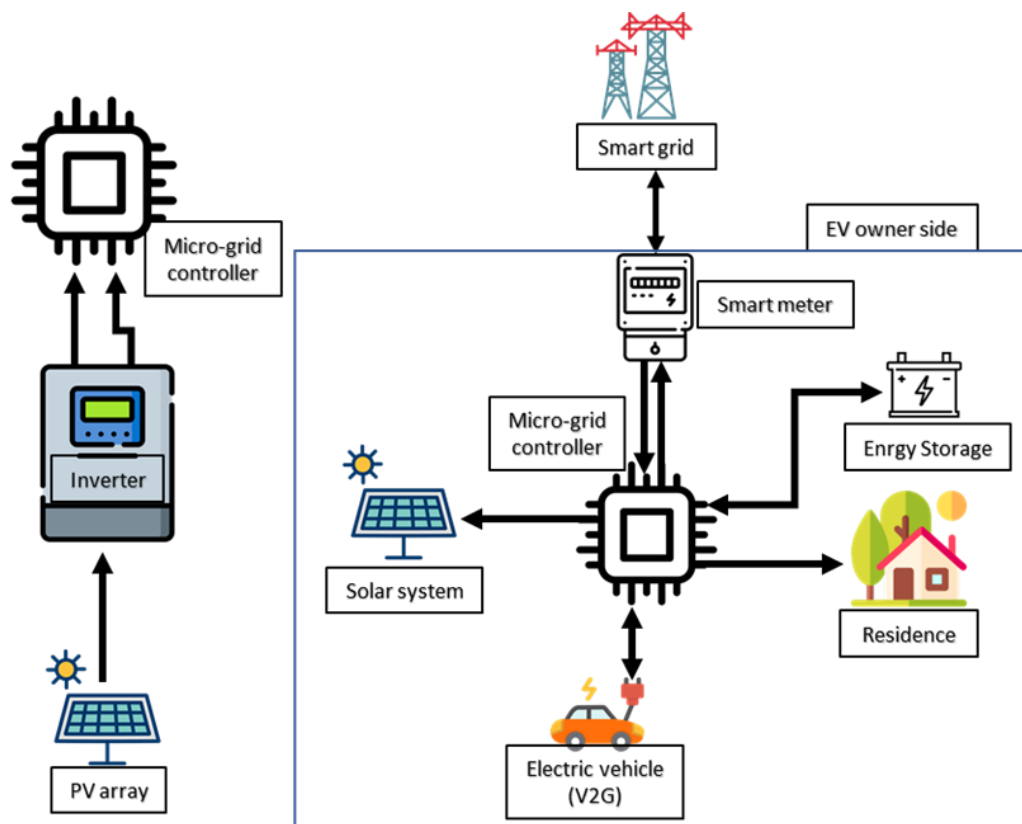 Smart grid
EV owner side
Micro-grid
controller
Smart meter
Micro-grid
controller
Enrgy Storage
Inverter
Solar system
Residence
Electric vehicle
(V2G)
PV array